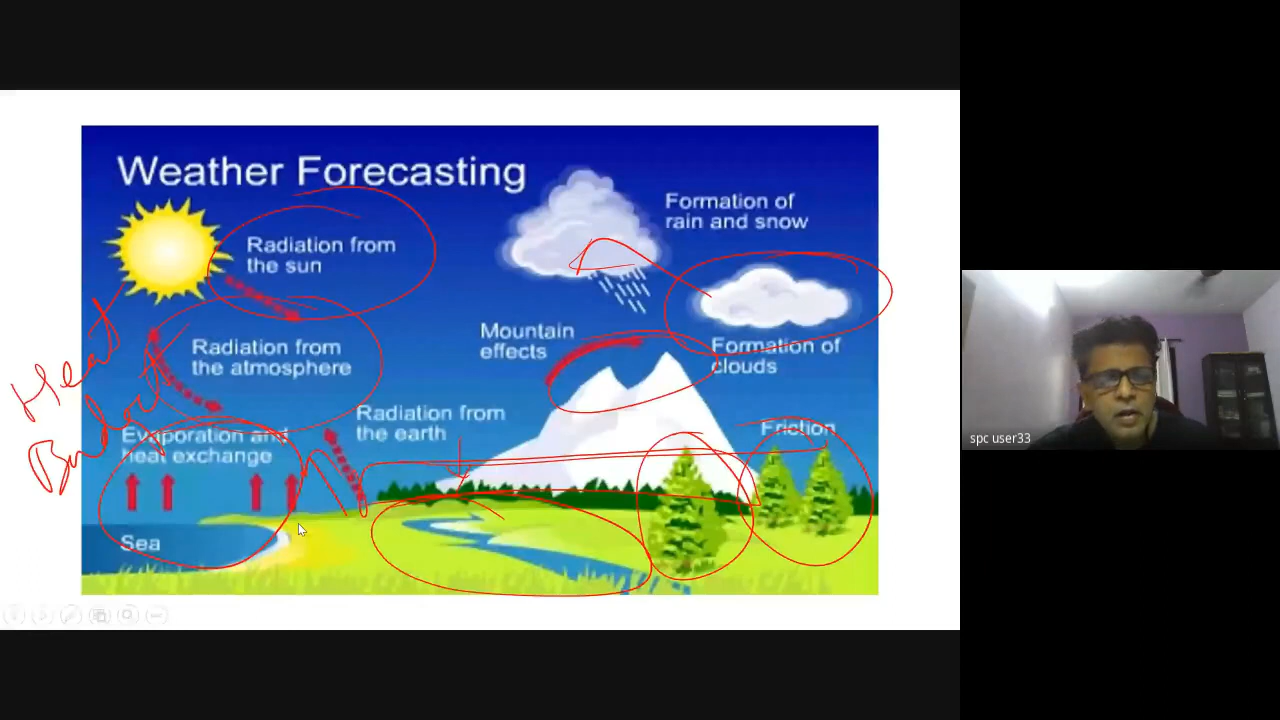 Weather Forecasting
Radiation from
the sun
Formation of
rain and snow
Radiation from
the atmosphere
Mountain
effects
Formation of
clouds
Radiation from
the earth
Friction
Evaporation and
heat exchange
Sea
Heat
spc user33